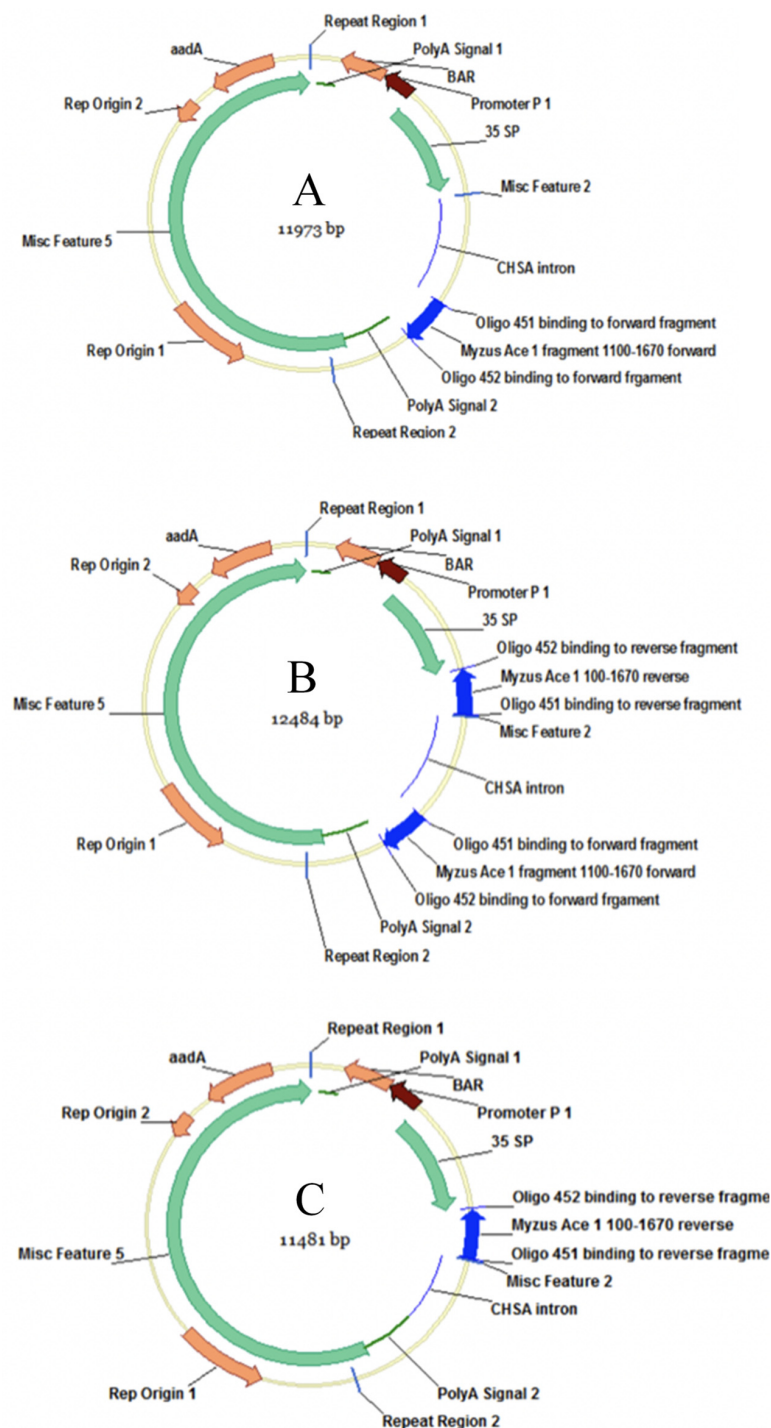 Repeat Region 1
aadA
PolyA Signal 1
BAR
Rep Origin 2
Promoter P 1
35 SP
A
Misc Feature 2
11973 bp
Misc Feature 5
CHSA intron
Oligo 451 binding to forward fragment
Rep Origin 1
Myzus Ace 1 fragment 1100-1670 forward
Oligo 452 binding to forward frgament
PolyA Signal 2
Repeat Region 2
Repeat Region 1
aadA
PolyA Signal 1
BAR
Rep Origin 2
Promoter P 1
35 SP
Oligo 452 binding to reverse fragment
B
Myzus Ace 1 100-1670 reverse
Misc Feature 5
Oligo 451 binding to reverse fragment
12484 bp
Misc Feature 2
CHSA intron
Rep Origin 1
Oligo 451 binding to forward fragment
Myzus Ace 1 fragment 1100-1670 forward
Oligo 452 binding to forward frgament
PolyA Signal 2
Repeat Region 2
Repeat Region 1
aadA
PolyA Signal 1
BAR
Rep Origin 2
Promoter P 1
35 SP
C
Oligo 452 binding to reverse fragme
Myzus Ace 1 100-1670 reverse
11481 bp
Misc Feature 5
Oligo 451 binding to reverse fragme
Misc Feature 2
CHSA intron
Rep Origin 1
PolyA Signal 2
Repeat Region 2